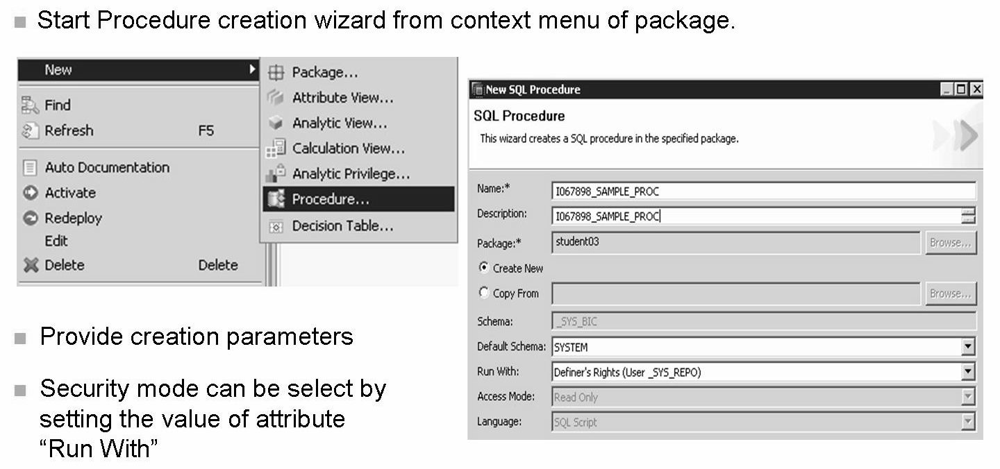 Start Procedure creation wizard from context menu of package.
New
Find
Refresh F5
Auto Documentation
Activate
Redeploy
Edit
Delete Delete
Package...
Attribute View...
Analytic View...
Calculation View...
Analytic Privilege...
Procedure...
Decision Table...
New SQL Procedure
SQL Procedure
This wizard creates a SQL procedure in the specified package.
Name:* I067898_SAMPLE_PROC
Description: I067898_SAMPLE_PROC
Package:* student03 Browse...
Create New
Copy From Browse...
Schema: _SYS_BIC
Default Schema: SYSTEM
Run With: Definer's Rights (User _SYS_REPO)
Access Mode: Read Only
Language: SQL Script
Provide creation parameters
Security mode can be select by
setting the value of attribute
“Run With”